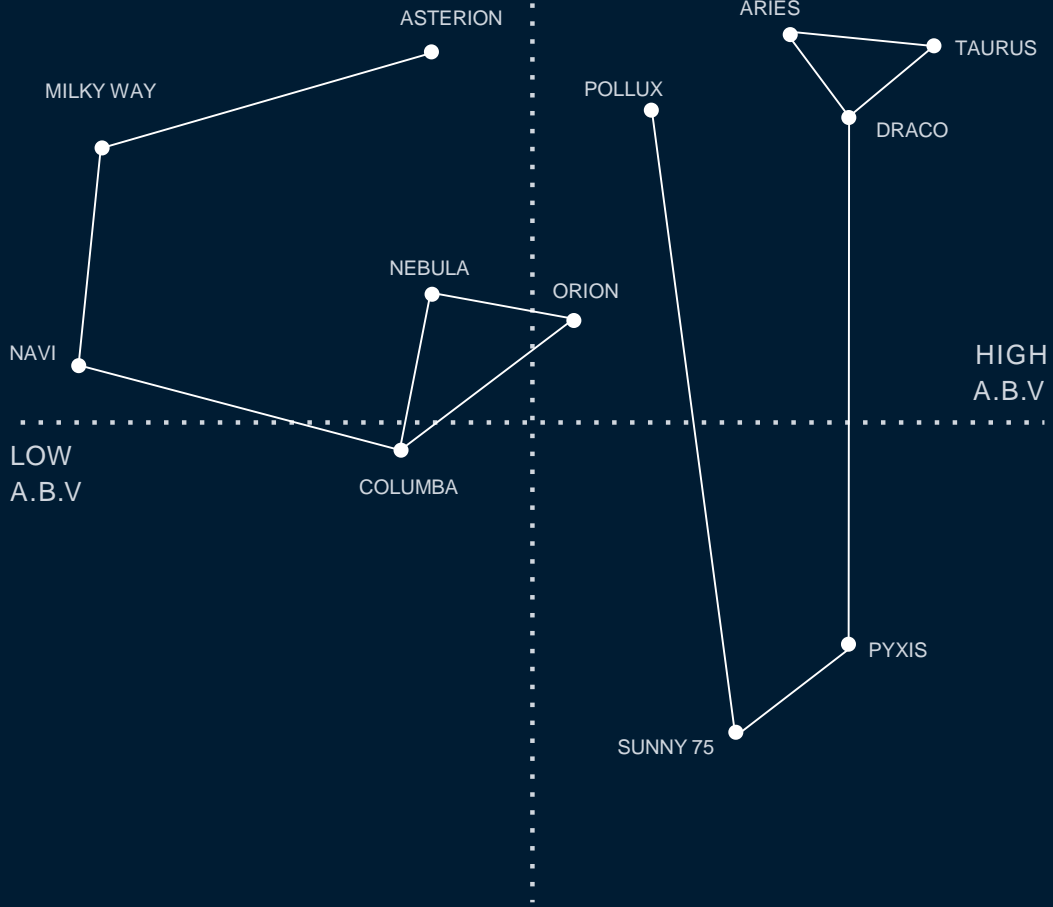 ARIES
ASTERION
TAURUS
MILKY WAY
POLLUX
DRACO
NEBULA
ORION
NAVI
HIGH
A.B.V
LOW
A.B.V
COLUMBA
PYXIS
SUNNY 75